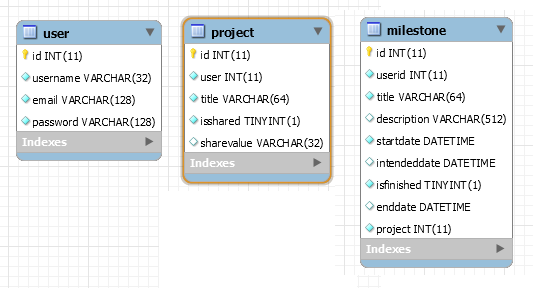 user
id INT(11)
username VARCHAR(32)
email VARCHAR(128)
password VARCHAR(128)
Indexes
project
id INT(11)
user INT(11)
title VARCHAR(64)
isshared TINYINT(1)
sharevalue VARCHAR(32)
Indexes
milestone
id INT(11)
userid INT(11)
title VARCHAR(64)
description VARCHAR(512)
startdate DATETIME
intendeddate DATETIME
isfinished TINYINT(1)
enddate DATETIME
project INT(11)
Indexes